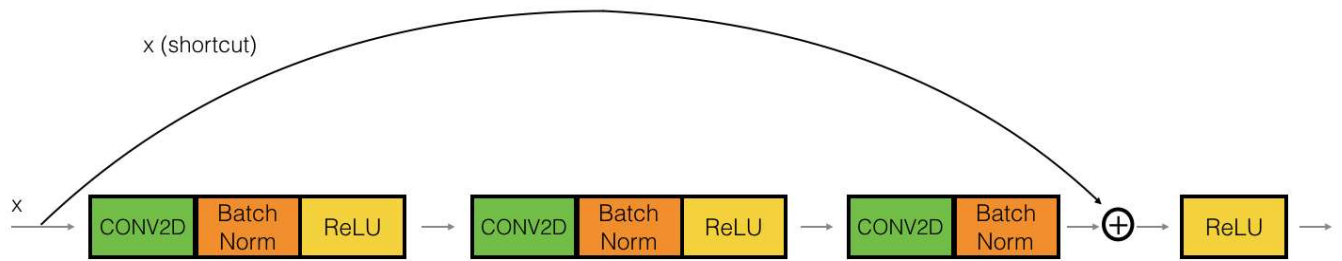 x (shortcut)
x
CONV2D
Batch
Norm
ReLU
CONV2D
Batch
Norm
ReLU
CONV2D
Batch
Norm
ReLU